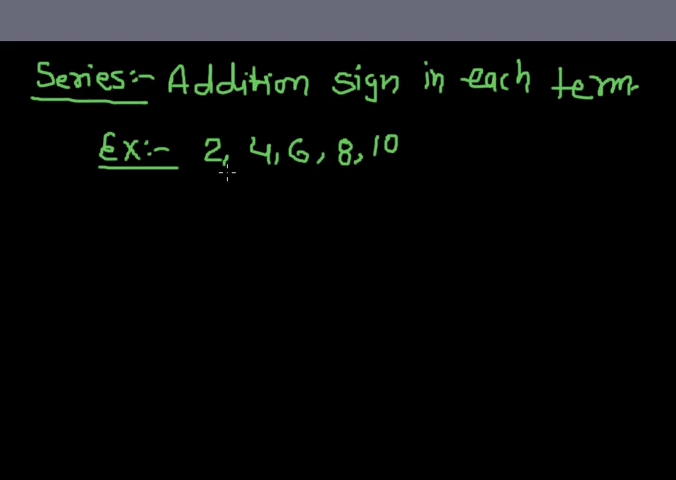 Series:- Addition sign in each term
Ex:- 2, 4, 6, 8, 10